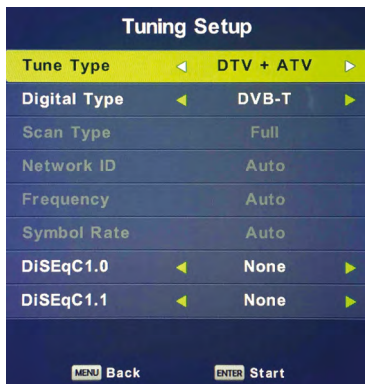 Tuning Setup
Tune Type DTV + ATV
Digital Type DVB-T
Scan Type Full
Network ID Auto
Frequency Auto
Symbol Rate Auto
DiSEqC1.0 None
DiSEqC1.1 None
MENU Back ENTER Start